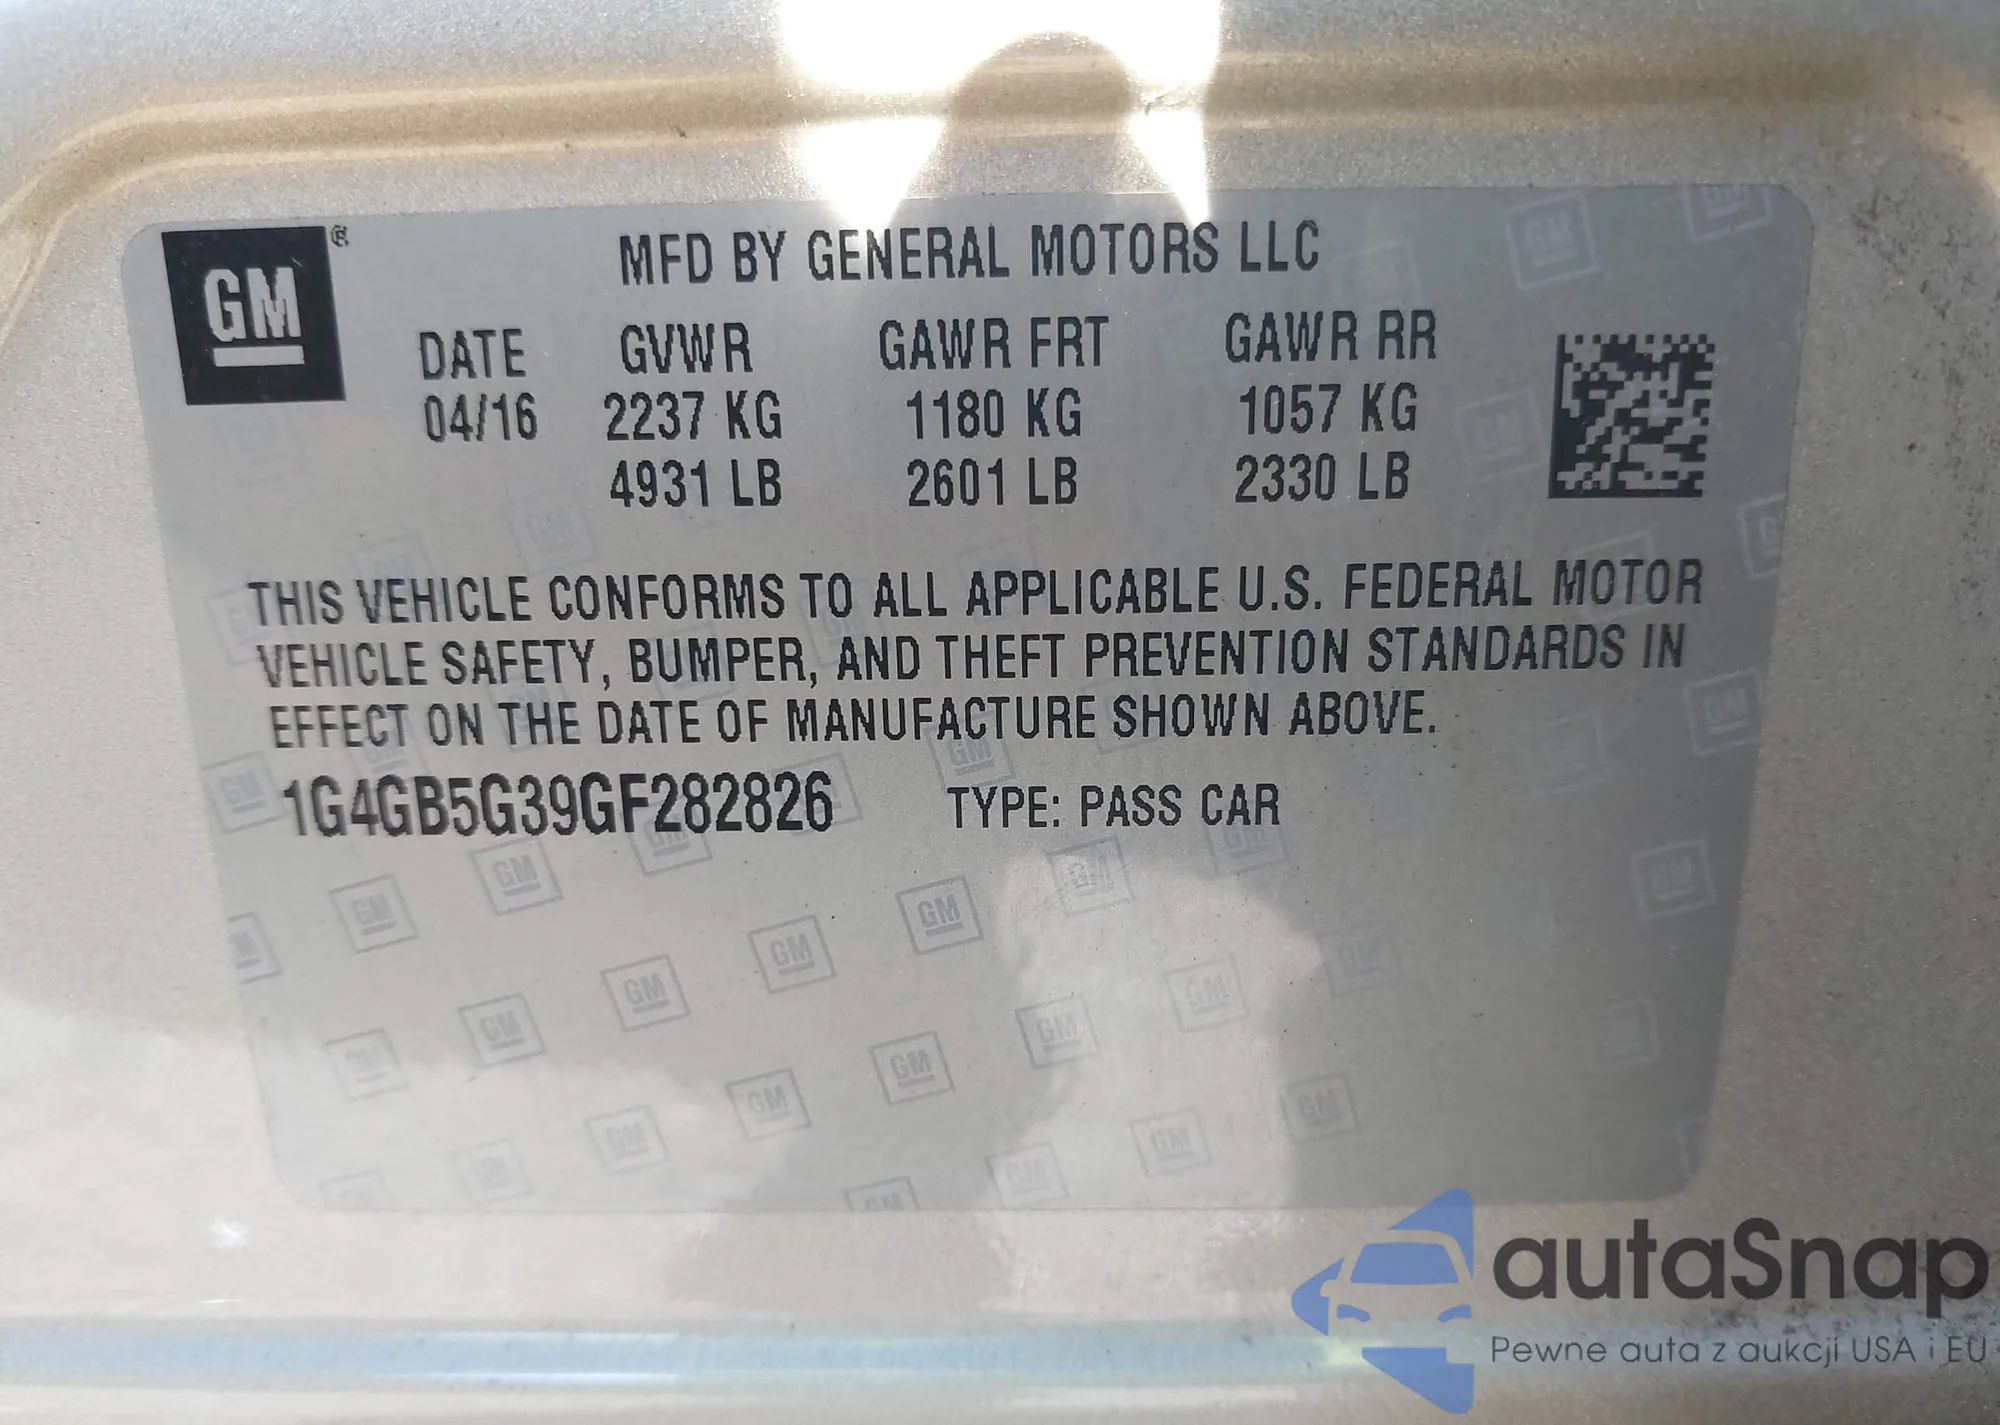 GM ®
MFD BY GENERAL MOTORS LLC
DATE GVWR GAWR FRT GAWR RR
04/16 2237 KG 1180 KG 1057 KG
4931 LB 2601 LB 2330 LB
THIS VEHICLE CONFORMS TO ALL APPLICABLE U.S. FEDERAL MOTOR
VEHICLE SAFETY, BUMPER, AND THEFT PREVENTION STANDARDS IN
EFFECT ON THE DATE OF MANUFACTURE SHOWN ABOVE.
1G4GB5G39GF282826 TYPE: PASS CAR
autaSnap
Pewne auta z aukcji USA i EU